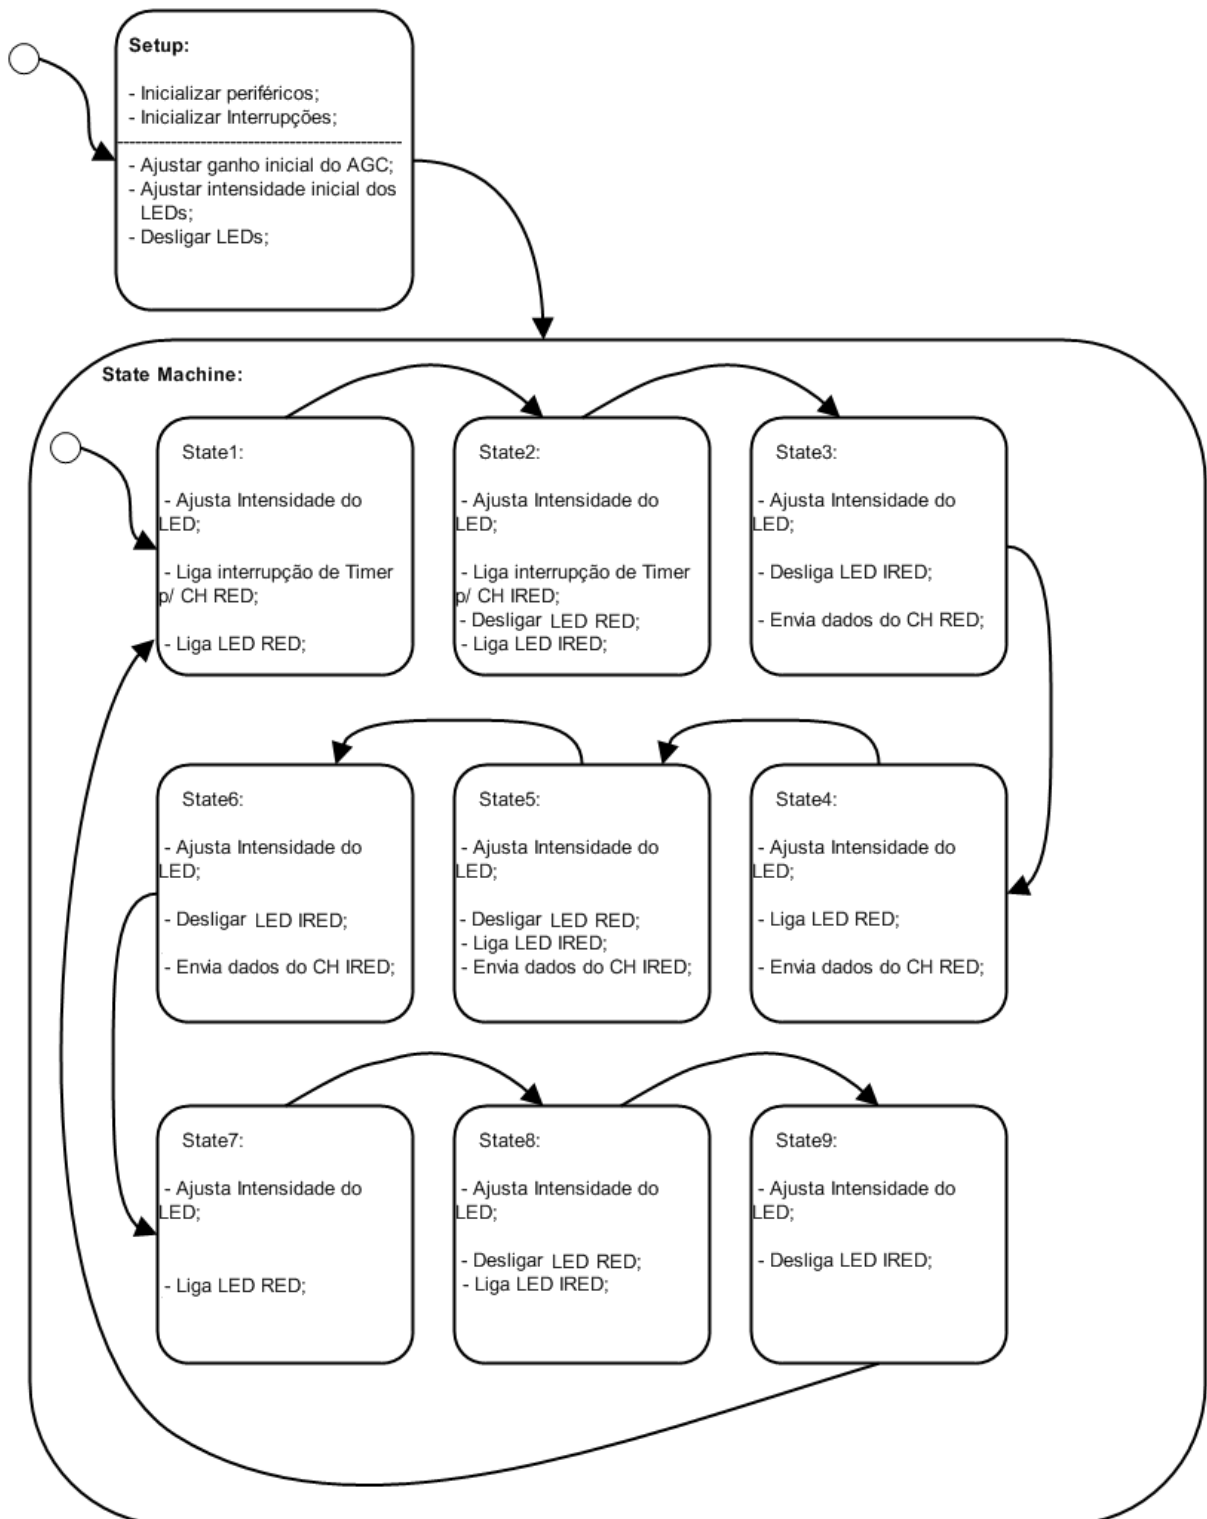 Setup:
- Inicializar periféricos;
- Inicializar Interrupções;
- Ajustar ganho inicial do AGC;
- Ajustar intensidade inicial dos
LEDs;
- Desligar LEDs;
State Machine:
State1:
- Ajusta Intensidade do
LED;
- Liga interrupção de Timer
p/ CH RED;
- Liga LED RED;
State2:
- Ajusta Intensidade do
LED;
- Liga interrupção de Timer
p/ CH IRED;
- Desligar LED RED;
- Liga LED IRED;
State3:
- Ajusta Intensidade do
LED;
- Desliga LED IRED;
- Envia dados do CH RED;
State6:
- Ajusta Intensidade do
LED;
- Desligar LED IRED;
- Envia dados do CH IRED;
State5:
- Ajusta Intensidade do
LED;
- Desligar LED RED;
- Liga LED IRED;
- Envia dados do CH IRED;
State4:
- Ajusta Intensidade do
LED;
- Liga LED RED;
- Envia dados do CH RED;
State7:
- Ajusta Intensidade do
LED;
- Liga LED RED;
State8:
- Ajusta Intensidade do
LED;
- Desligar LED RED;
- Liga LED IRED;
State9:
- Ajusta Intensidade do
LED;
- Desliga LED IRED;